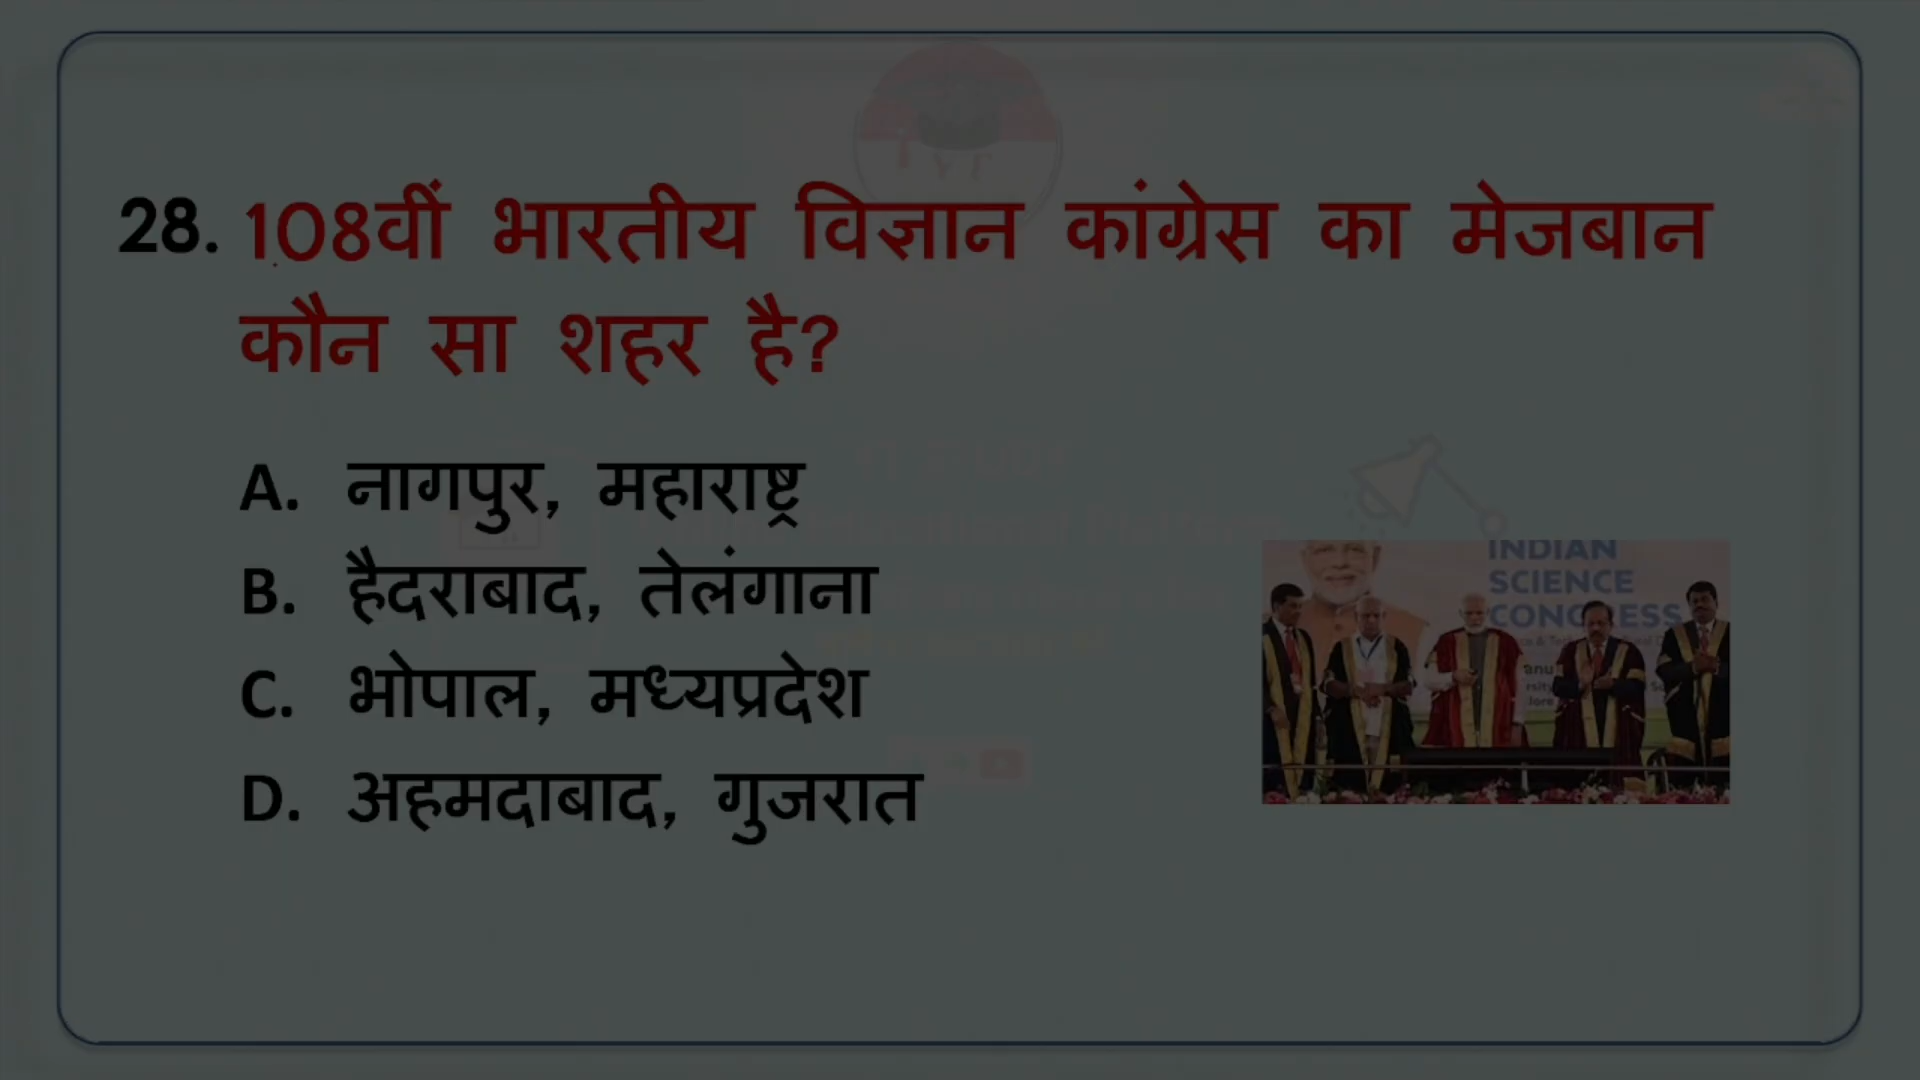 28. 108वीं भारतीय विज्ञान कांग्रेस का मेजबान
कौन सा शहर है?
A. नागपुर, महाराष्ट्र
B. हैदराबाद, तेलंगाना
C. भोपाल, मध्यप्रदेश
D. अहमदाबाद, गुजरात
INDIAN
SCIENCE
CONGRESS